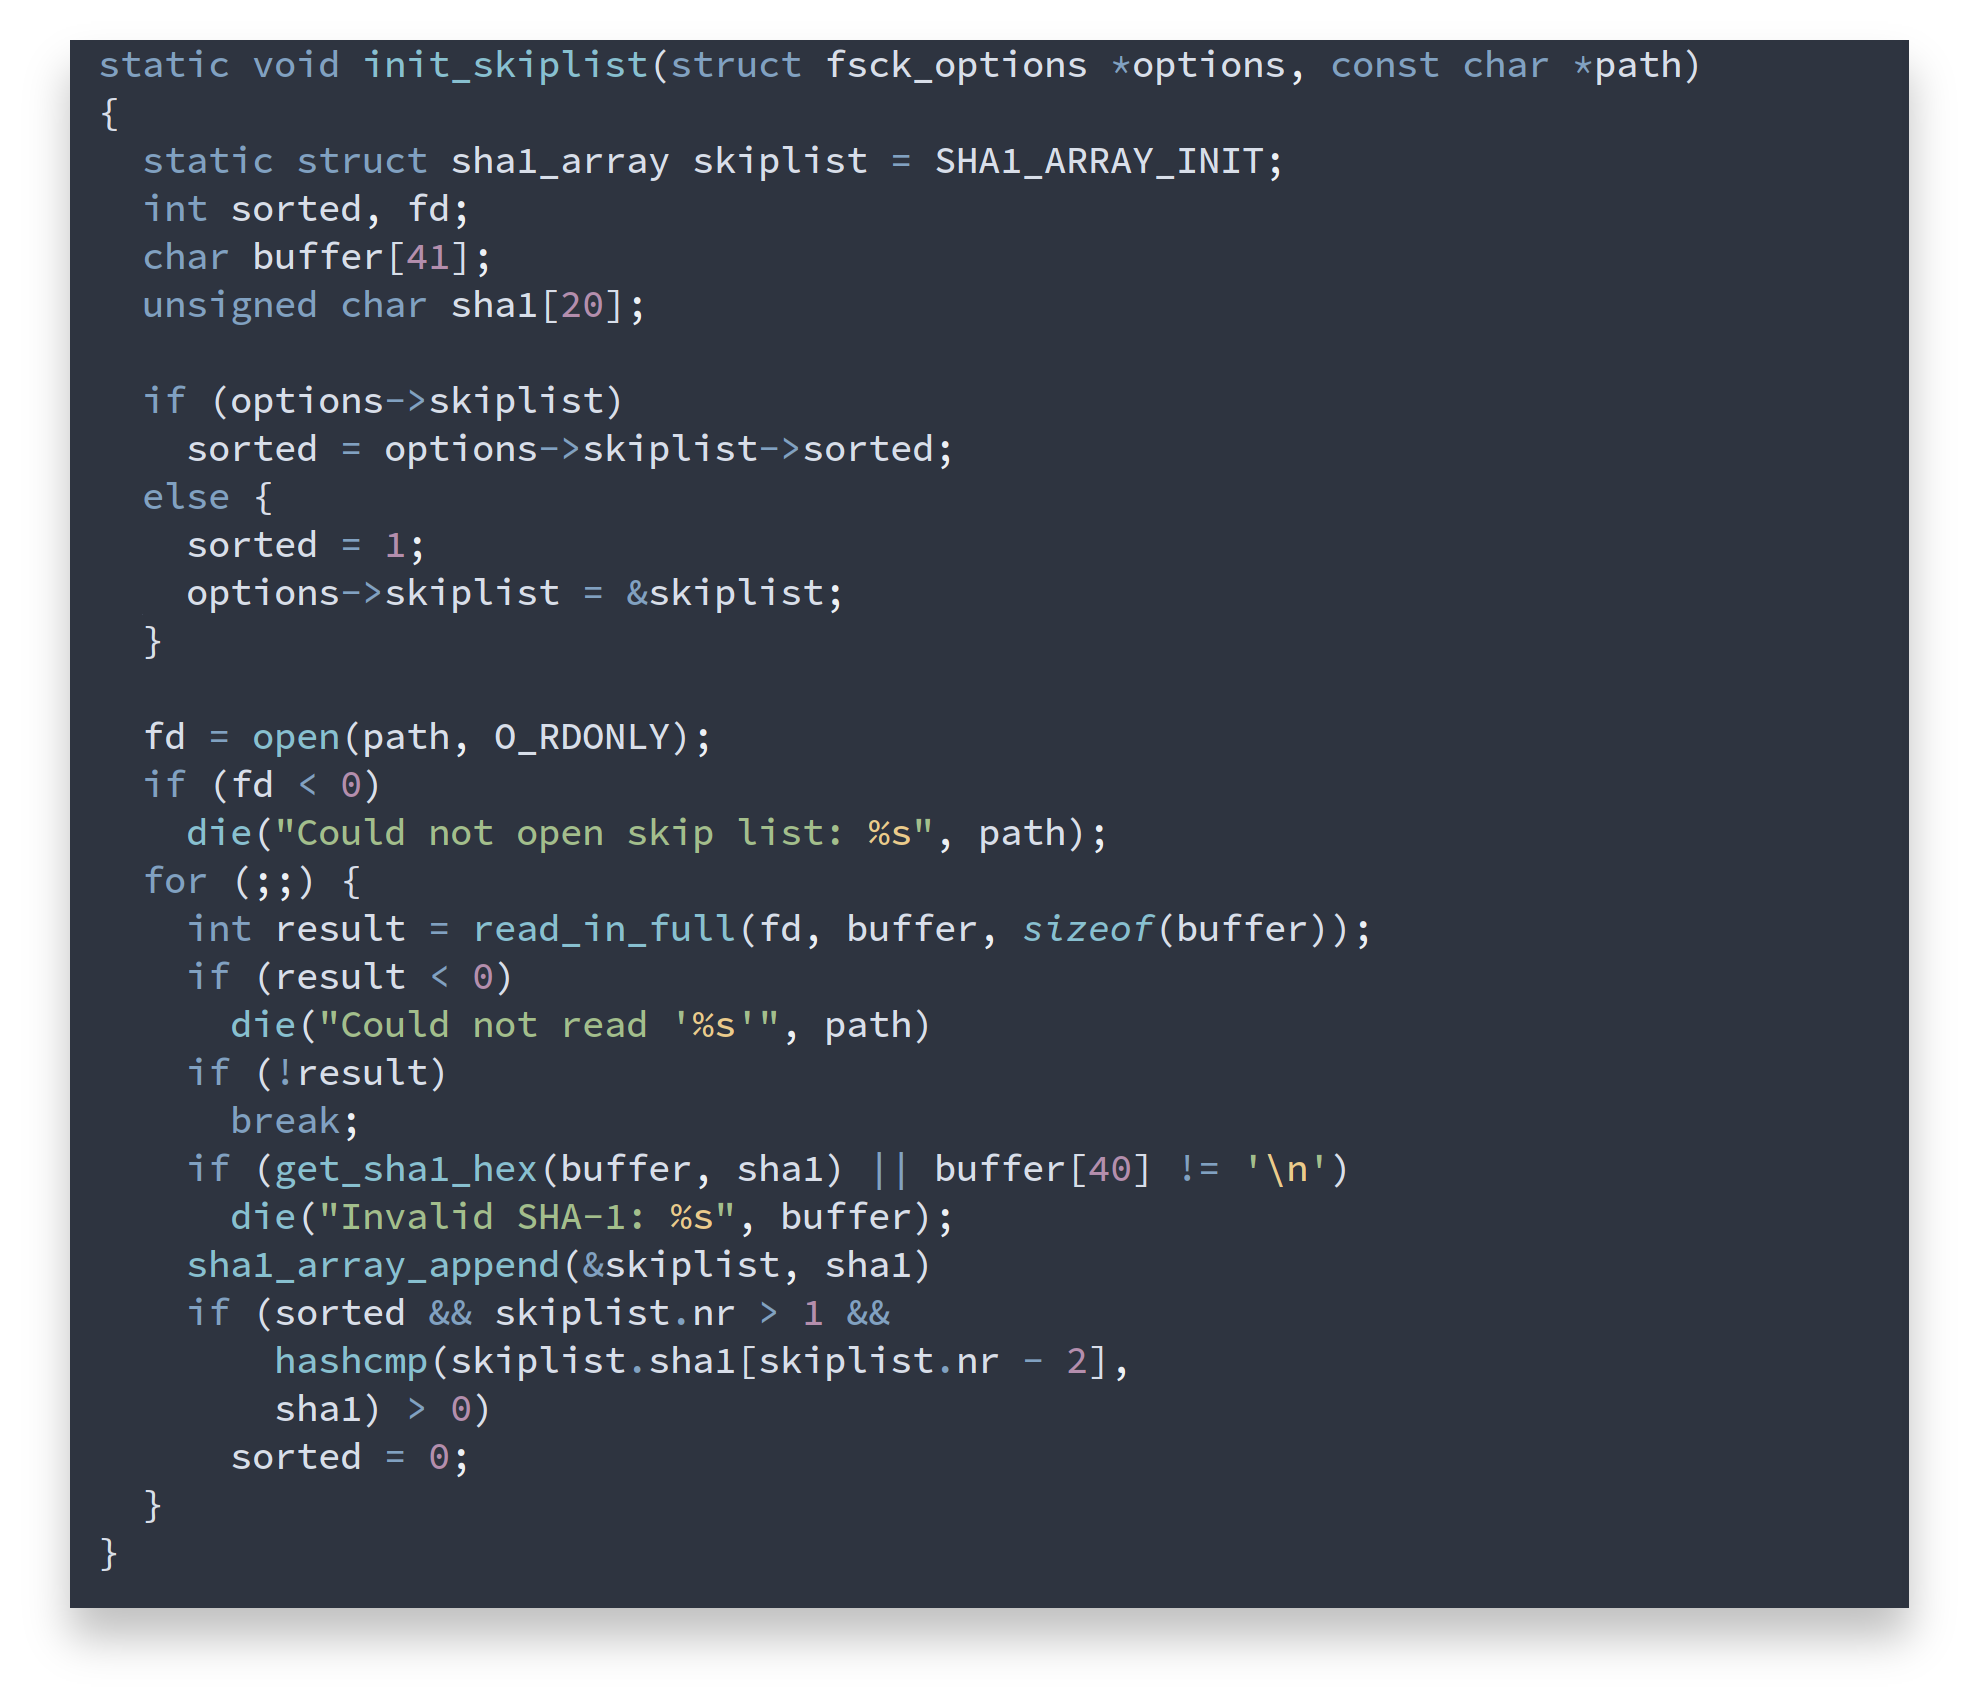 static void init_skiplist(struct fsck_options *options, const char *path)
{
  static struct sha1_array skiplist = SHA1_ARRAY_INIT;
  int sorted, fd;
  char buffer[41];
  unsigned char sha1[20];

  if (options->skiplist)
    sorted = options->skiplist->sorted;
  else {
    sorted = 1;
    options->skiplist = &skiplist;
  }

  fd = open(path, O_RDONLY);
  if (fd < 0)
    die("Could not open skip list: %s", path);
  for (;;) {
    int result = read_in_full(fd, buffer, sizeof(buffer));
    if (result < 0)
      die("Could not read '%s'", path)
    if (!result)
      break;
    if (get_sha1_hex(buffer, sha1) || buffer[40] != '\n')
      die("Invalid SHA-1: %s", buffer);
    sha1_array_append(&skiplist, sha1)
    if (sorted && skiplist.nr > 1 &&
        hashcmp(skiplist.sha1[skiplist.nr - 2],
        sha1) > 0)
      sorted = 0;
  }
}